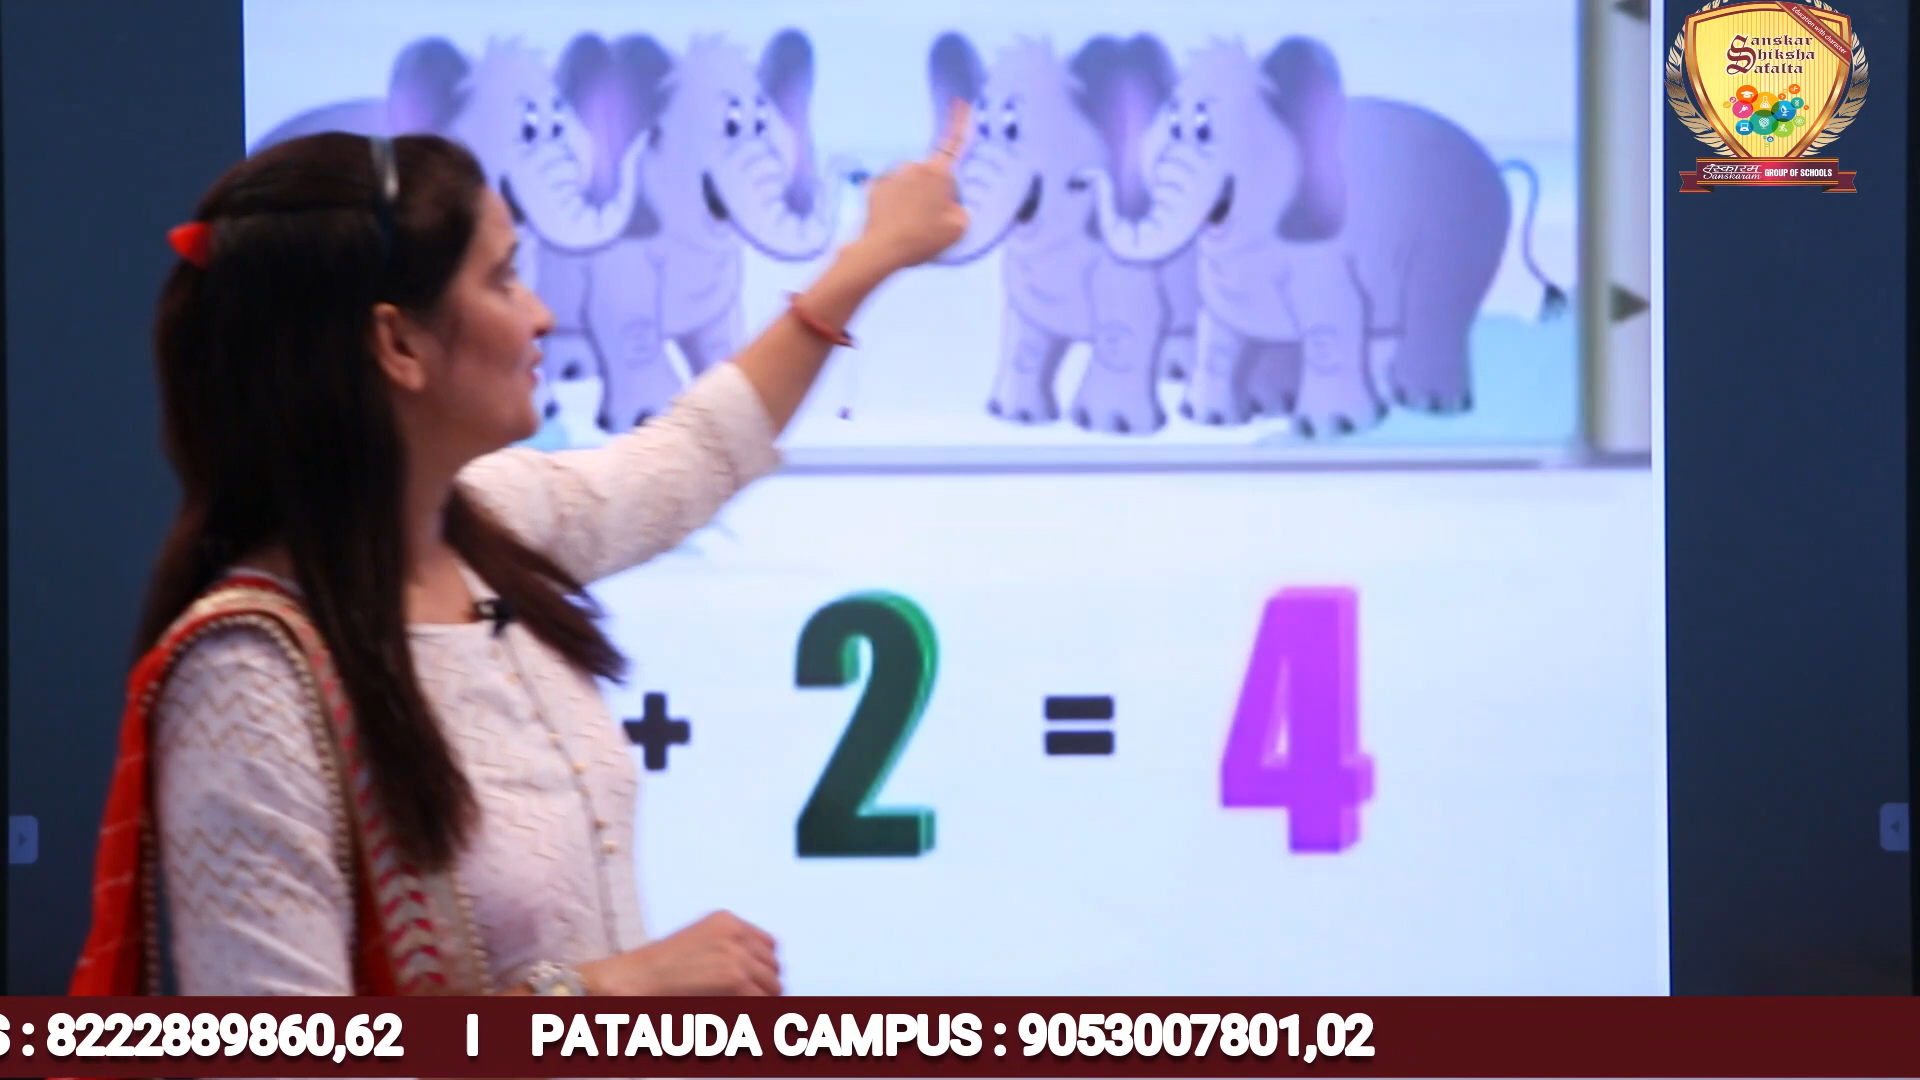 Education with character
Sanskar
Shiksha
Safalta
संस्कारम्
Sanskaram GROUP OF SCHOOLS
+ 2 = 4
S : 8222889860,62 | PATAUDA CAMPUS : 9053007801,02